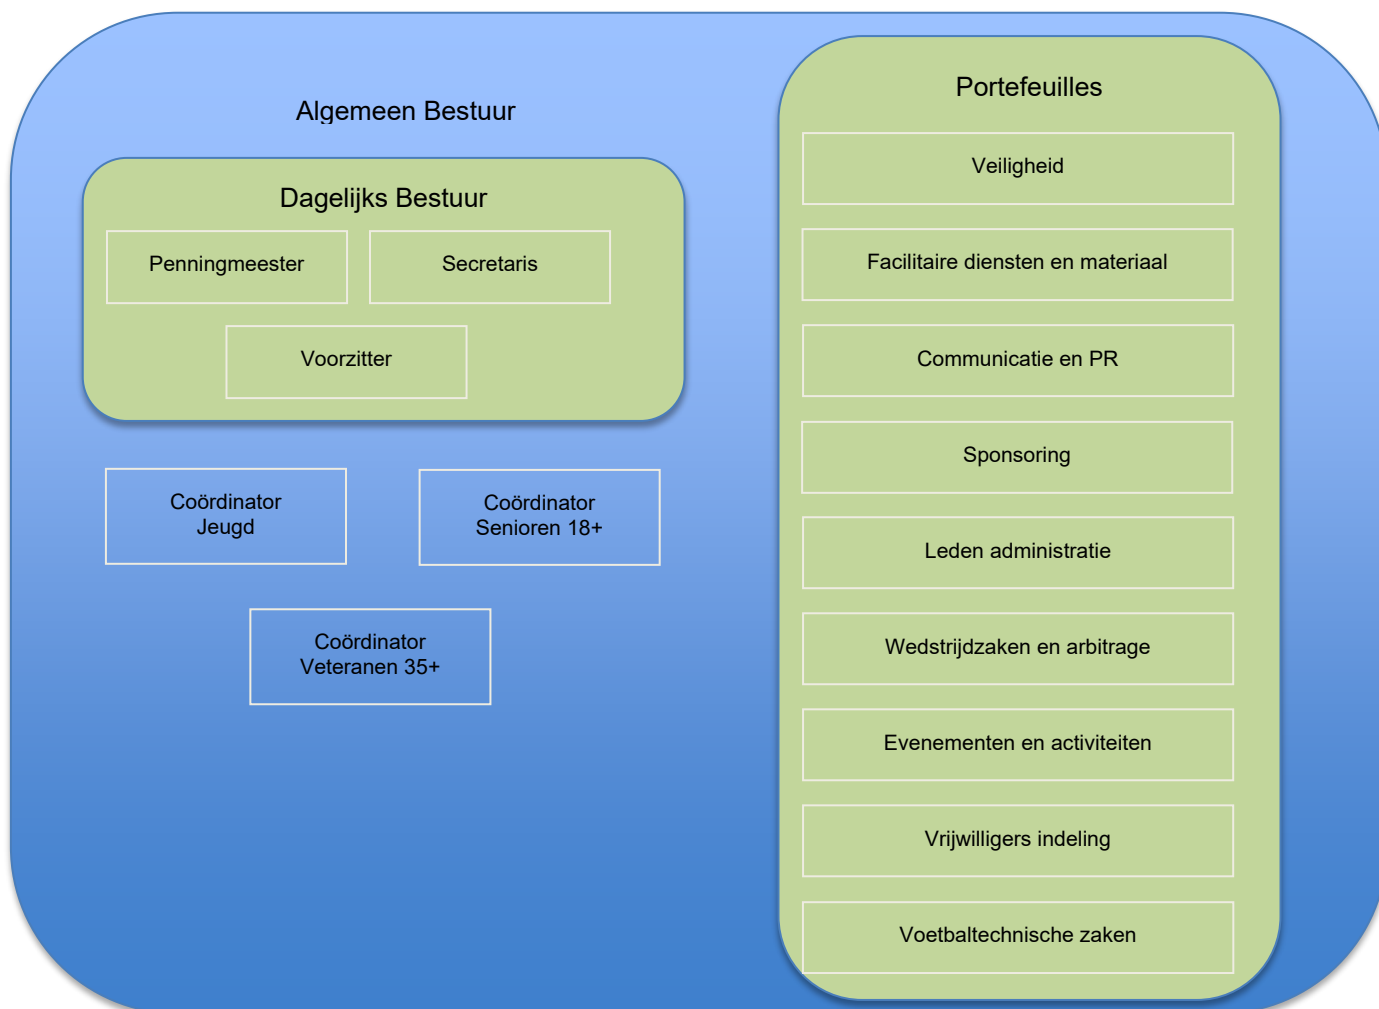 Algemeen Bestuur
Dagelijks Bestuur
Penningmeester
Secretaris
Voorzitter
Coördinator
Jeugd
Coördinator
Senioren 18+
Coördinator
Veteranen 35+
Portefeuilles
Veiligheid
Facilitaire diensten en materiaal
Communicatie en PR
Sponsoring
Leden administratie
Wedstrijdzaken en arbitrage
Evenementen en activiteiten
Vrijwilligers indeling
Voetbaltechnische zaken